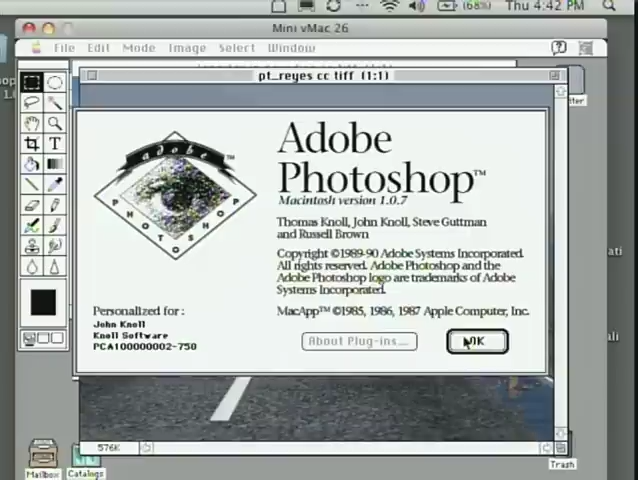 (68%) Thu 4:42 PM
Mini vMac 26
File Edit Mode Image Select Window
pt_reyes cc tiff (1:1)
adobe™
PHOTOSHOP
Adobe
Photoshop™
Macintosh version 1.0.7
Thomas Knoll, John Knoll, Steve Guttman
and Russell Brown
Copyright ©1989-90 Adobe Systems Incorporated.
All rights reserved. Adobe Photoshop and the
Adobe Photoshop logo are trademarks of Adobe
Systems Incorporated.
MacApp™ ©1985, 1986, 1987 Apple Computer, Inc.
Personalized for:
John Knoll
Knoll Software
PCA100000002-750
About Plug-ins...
OK
576K
Mailbox
Catalogs
Trash